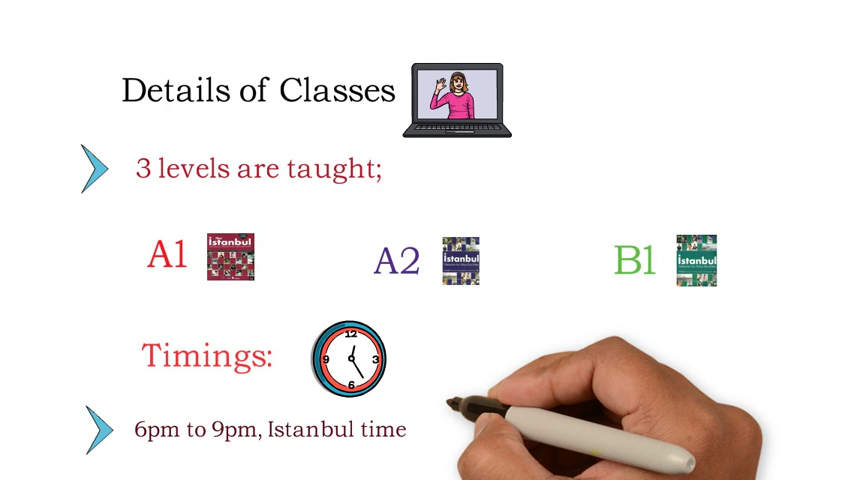 Details of Classes
3 levels are taught;
A1 İstanbul A2 İstanbul B1 İstanbul
Timings: 12 9 3 6
6pm to 9pm, Istanbul time